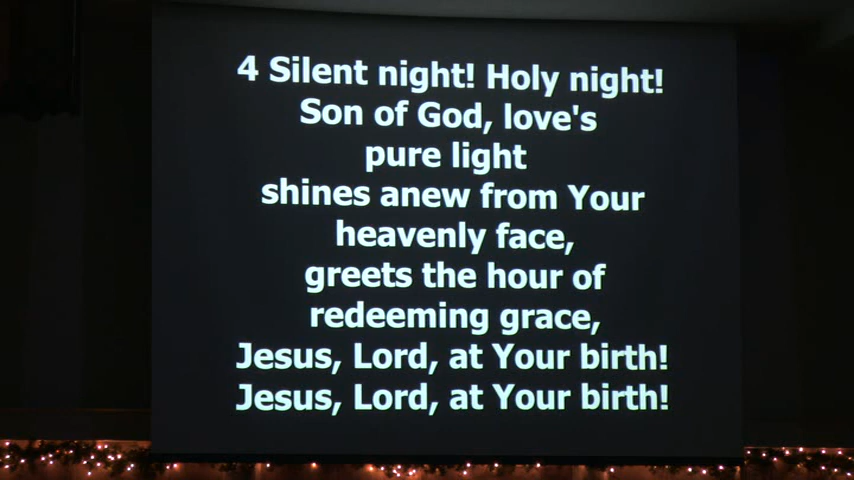 4 Silent night! Holy night!
Son of God, love's
pure light
shines anew from Your
heavenly face,
greets the hour of
redeeming grace,
Jesus, Lord, at Your birth!
Jesus, Lord, at Your birth!